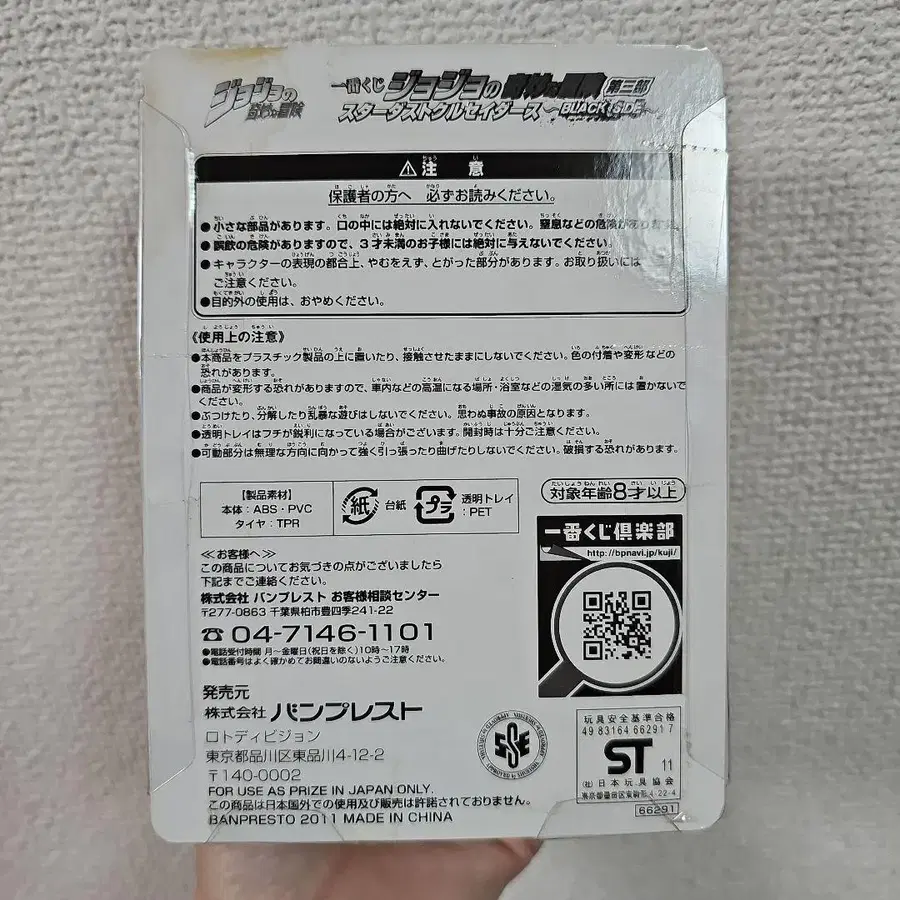 ジョジョの
奇妙な冒険
一番くじ ジョジョの奇妙な冒険 第三部
スターダストクルセイダース ～BLACK SIDE～
⚠注 意
保護者の方へ 必ずお読みください。
●小さな部品があります。口の中には絶対に入れないでください。窒息などの危険があります。
●誤飲の危険がありますので、3才未満のお子様には絶対に与えないでください。
●キャラクターの表現の都合上、やむをえず、とがった部分があります。お取り扱いには
ご注意ください。
●目的外の使用は、おやめください。
《使用上の注意》
●本商品をプラスチック製品の上に置いたり、接触させたままにしないでください。色の付着や変形などの
恐れがあります。
●商品が変形する恐れがありますので、車内などの高温になる場所・浴室などの湿気の多い所には置かないで
ください。
●ぶつけたり、分解したり乱暴な遊びはしないでください。思わぬ事故の原因となります。
●透明トレイはフチが鋭利になっている場合がございます。開封時は十分ご注意ください。
●可動部分は無理な方向に向かって強く引っ張ったり曲げたりしないでください。破損する恐れがあります。
【製品素材】
本体：ABS・PVC
タイヤ：TPR
紙 台紙
プラ 透明トレイ
：PET
対象年齢8才以上
一番くじ倶楽部
http://bpnavi.jp/kuji/
≪お客様へ≫
この商品についてお気づきの点がございましたら
下記までご連絡ください。
株式会社 バンプレスト お客様相談センター
〒277-0863 千葉県柏市豊四季241-22
☎ 04-7146-1101
●電話受付時間 月～金曜日(祝日を除く)10時～17時
●電話番号はよく確かめてお間違いのないようご注意ください。
発売元
株式会社 バンプレスト
ロトディビジョン
東京都品川区東品川4-12-2
〒140-0002
FOR USE AS PRIZE IN JAPAN ONLY.
この商品は日本国外での使用及び販売は許諾されておりません。
BANPRESTO 2011 MADE IN CHINA
玩具安全基準合格
49 83164 66291 7
ST 11
(社)日本玩具協会
東京都墨田区東駒形4-22-4
66291